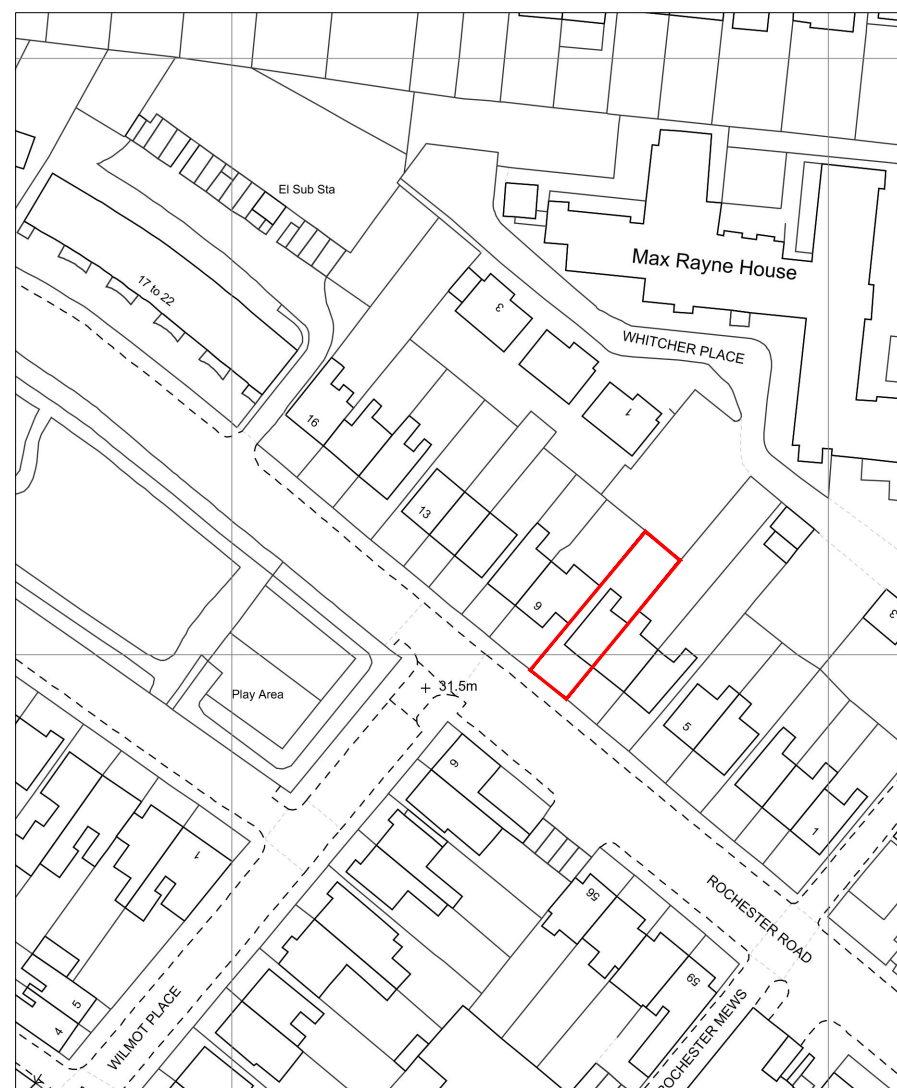 El Sub Sta
Max Rayne House
17 to 22
3
WHITCHER PLACE
1
16
13
9
3
31.5m
Play Area
5
9
1
1
56
ROCHESTER ROAD
59
5
4
WILMOT PLACE
ROCHESTER MEWS